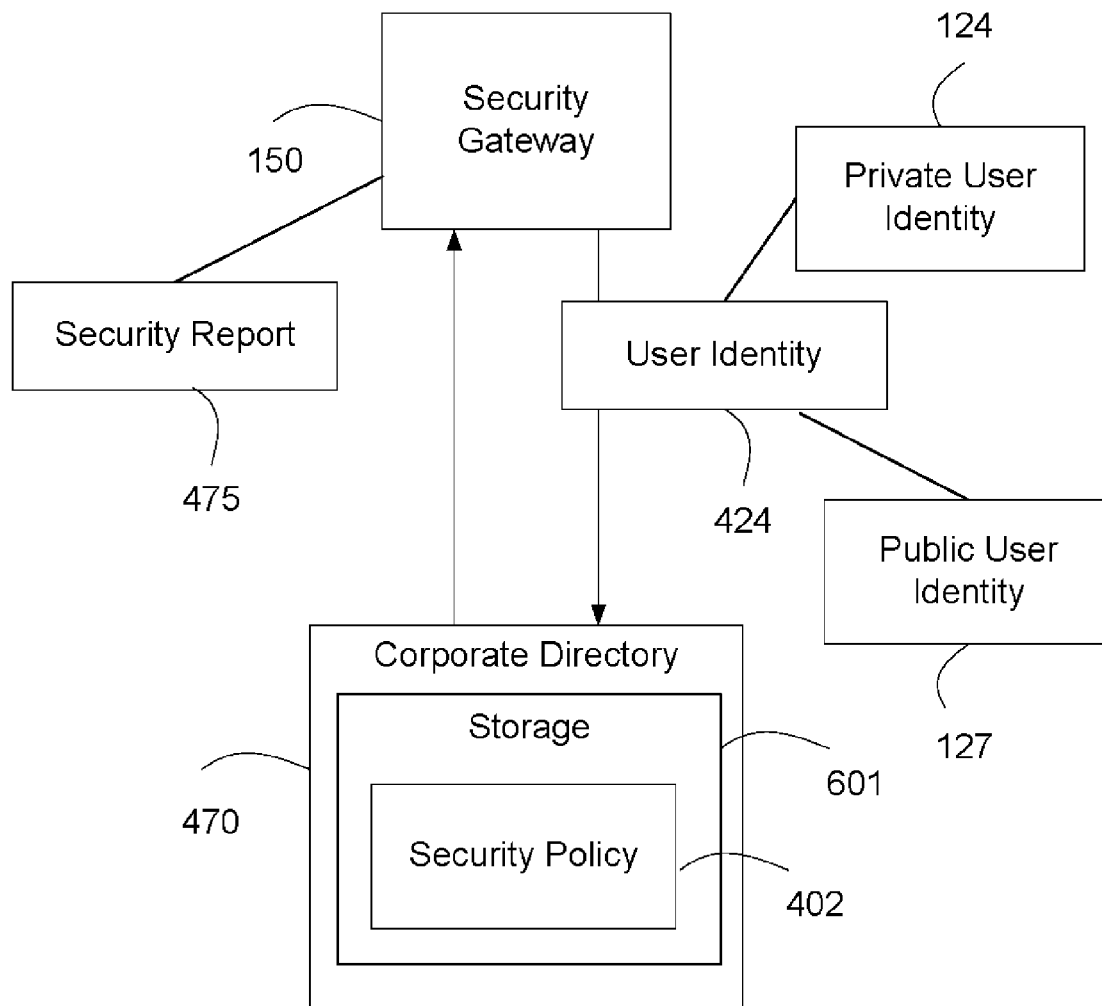 124
Security
Gateway
150
Private User
Identity
Security Report
User Identity
475
424
Public User
Identity
Corporate Directory
Storage
127
601
470
Security Policy
402